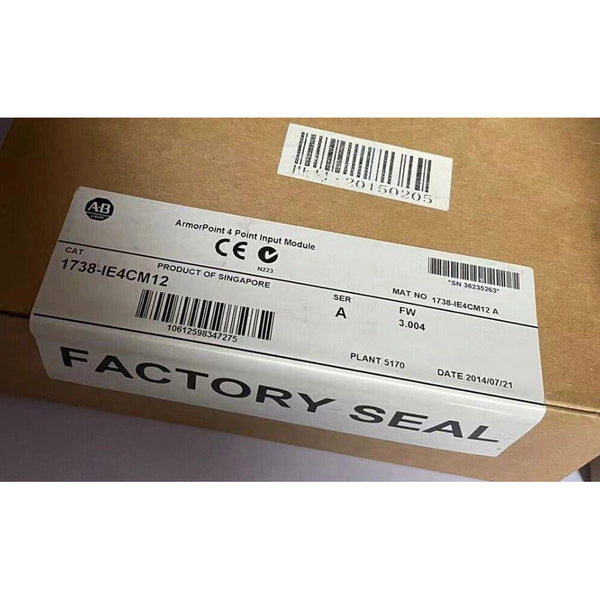 20150205
A-B
ArmorPoint 4 Point Input Module
CE
N223
CAT
1738-IE4CM12
PRODUCT OF SINGAPORE
10612598347275
SER
A
FW
3.004
MAT NO 1738-IE4CM12 A
*SN 36235263*
PLANT 5170
DATE 2014/07/21
FACTORY SEAL